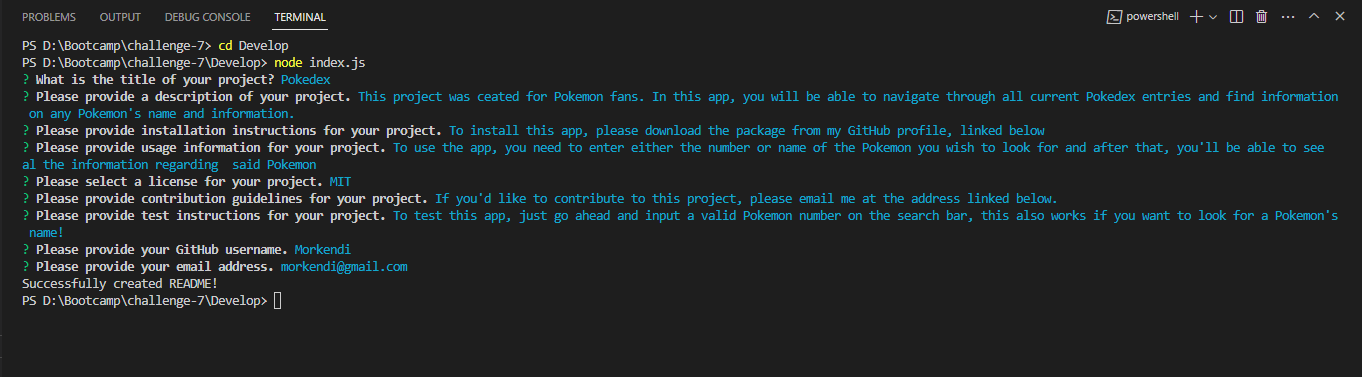 PROBLEMS OUTPUT DEBUG CONSOLE TERMINAL powershell
PS D:\Bootcamp\challenge-7> cd Develop
PS D:\Bootcamp\challenge-7\Develop> node index.js
? What is the title of your project? Pokedex
? Please provide a description of your project. This project was ceated for Pokemon fans. In this app, you will be able to navigate through all current Pokedex entries and find information
on any Pokemon's name and information.
? Please provide installation instructions for your project. To install this app, please download the package from my GitHub profile, linked below
? Please provide usage information for your project. To use the app, you need to enter either the number or name of the Pokemon you wish to look for and after that, you'll be able to see
al the information regarding  said Pokemon
? Please select a license for your project. MIT
? Please provide contribution guidelines for your project. If you'd like to contribute to this project, please email me at the address linked below.
? Please provide test instructions for your project. To test this app, just go ahead and input a valid Pokemon number on the search bar, this also works if you want to look for a Pokemon's
name!
? Please provide your GitHub username. Morkendi
? Please provide your email address. morkendi@gmail.com
Successfully created README!
PS D:\Bootcamp\challenge-7\Develop>